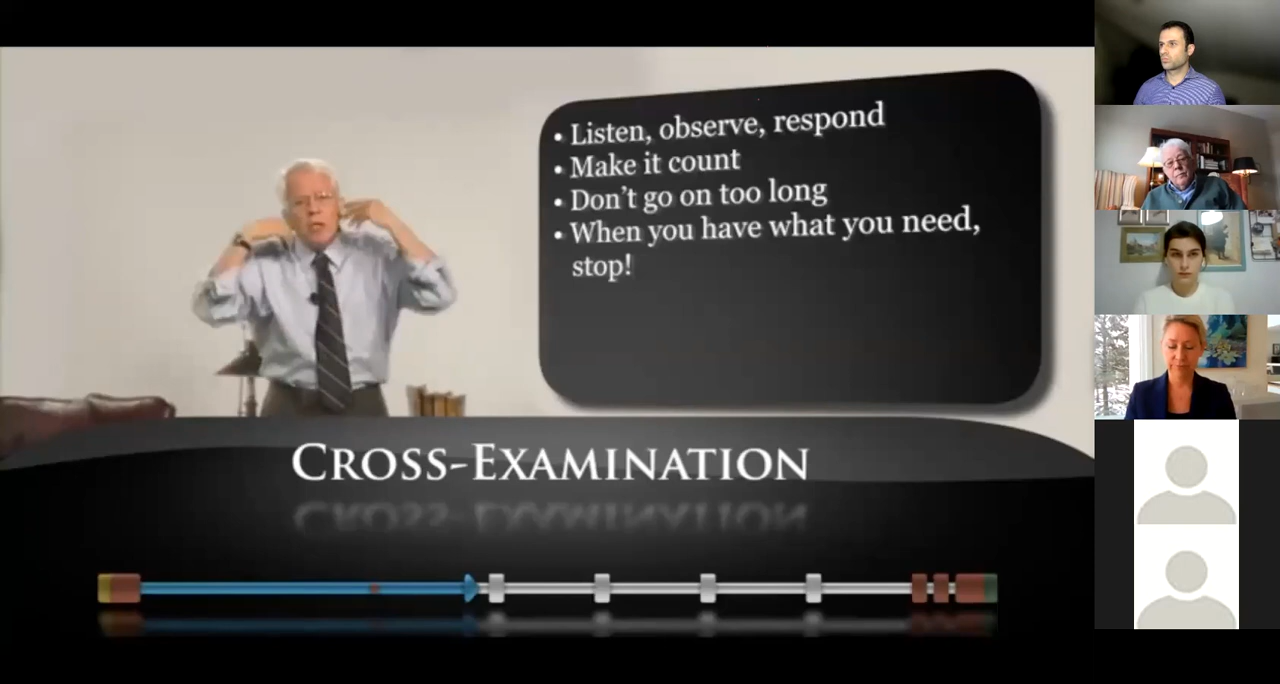 • Listen, observe, respond
• Make it count
• Don't go on too long
• When you have what you need,
stop!
CROSS-EXAMINATION